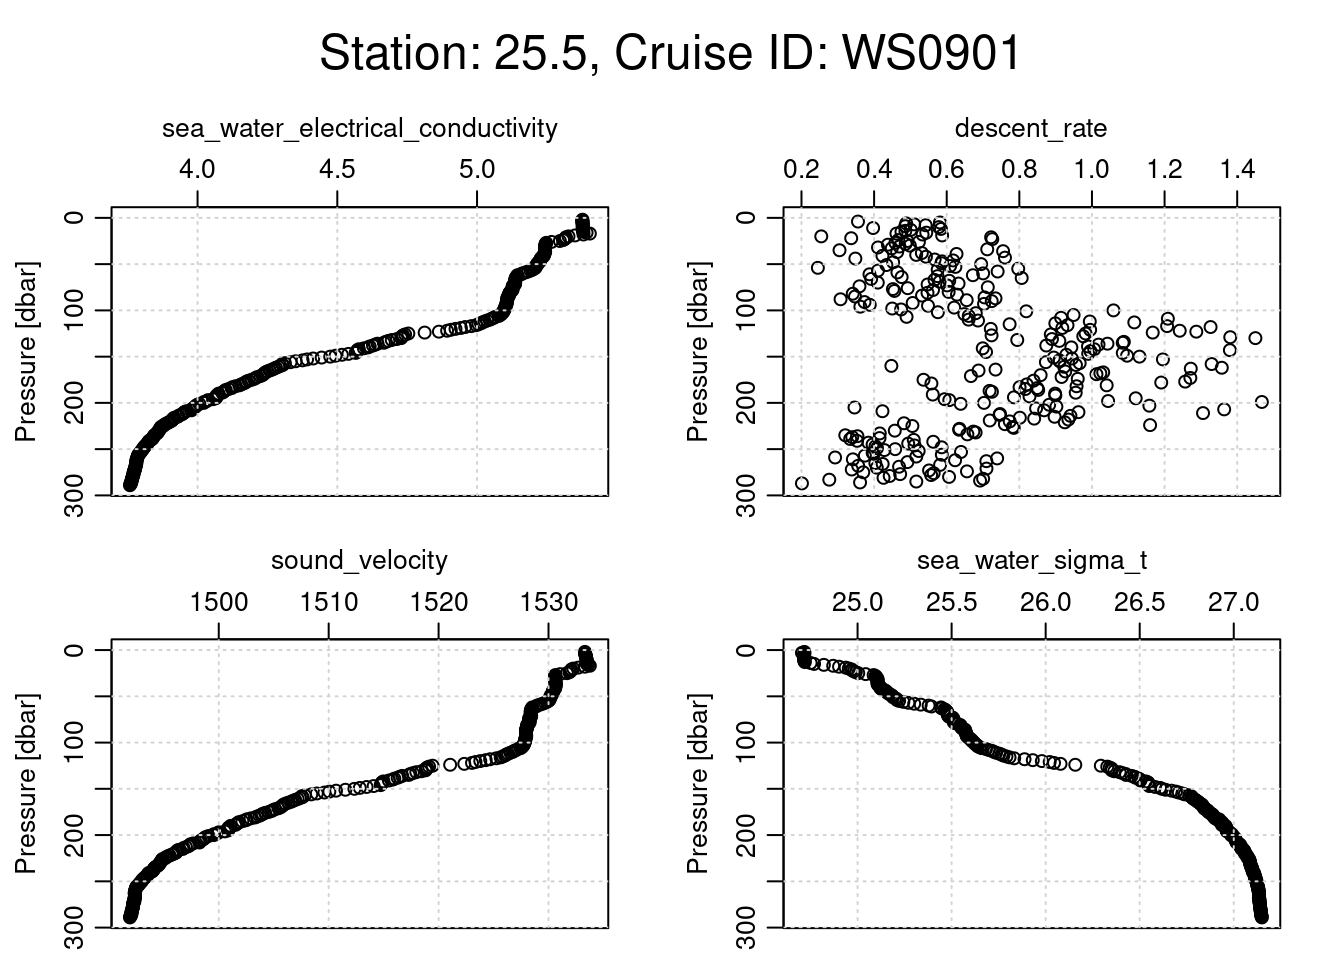 Station: 25.5, Cruise ID: WS0901
sea_water_electrical_conductivity
4.0 4.5 5.0
Pressure [dbar]
0 100 200 300
descent_rate
0.2 0.4 0.6 0.8 1.0 1.2 1.4
Pressure [dbar]
0 100 200 300
sound_velocity
1500 1510 1520 1530
Pressure [dbar]
0 100 200 300
sea_water_sigma_t
25.0 25.5 26.0 26.5 27.0
Pressure [dbar]
0 100 200 300